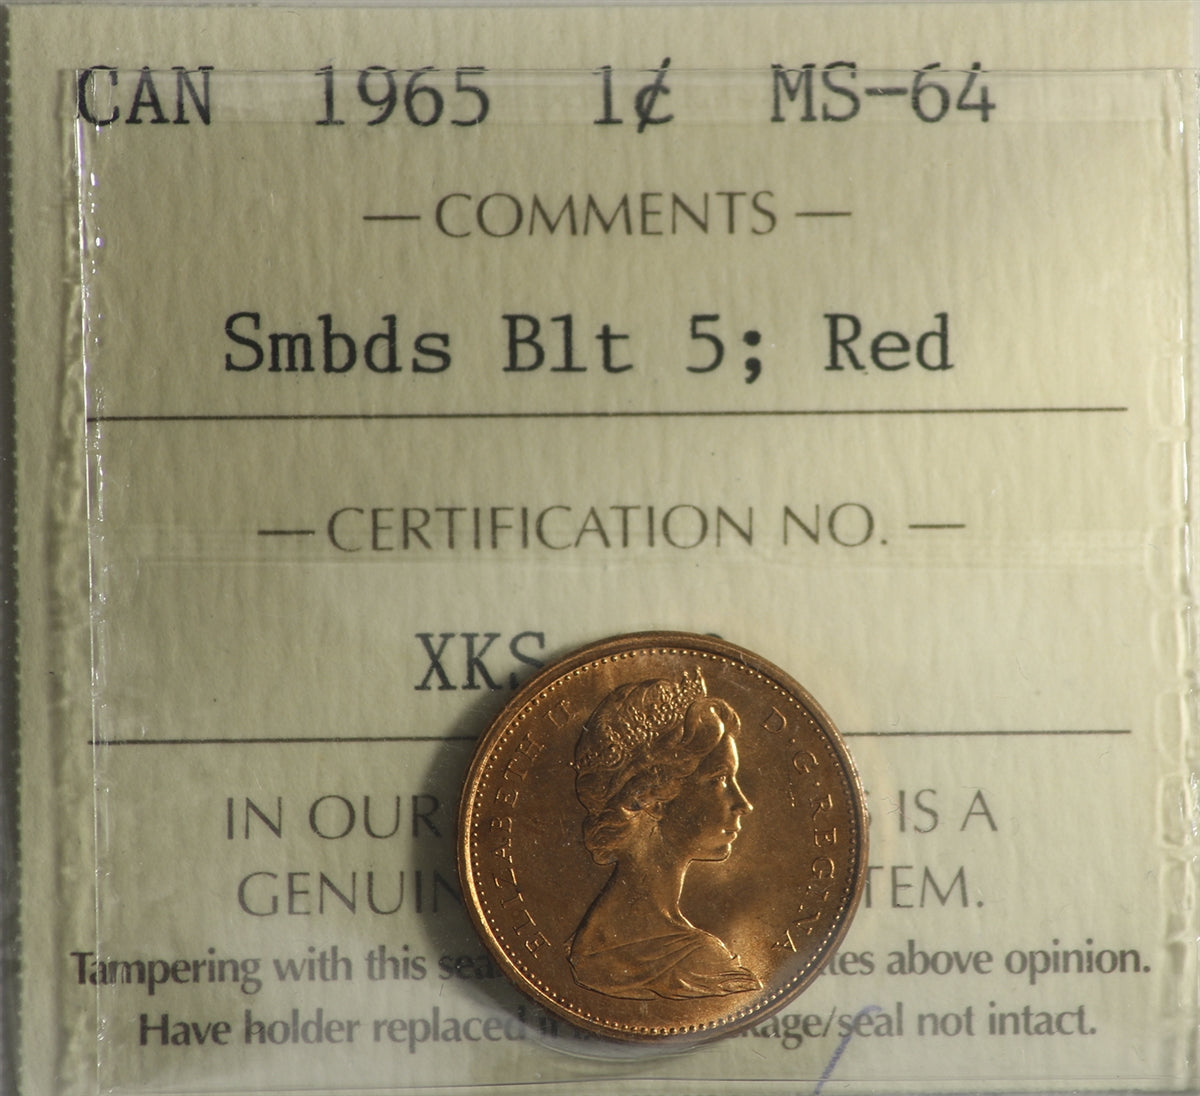 CAN 1965 1¢ MS-64
— COMMENTS —
Smbds Blt 5; Red
— CERTIFICATION NO. —
XKS
ELIZABETH II D·G·REGINA
IN OUR IS A
GENUIN TEM.
Tampering with this sea tes above opinion.
Have holder replaced kage/seal not intact.